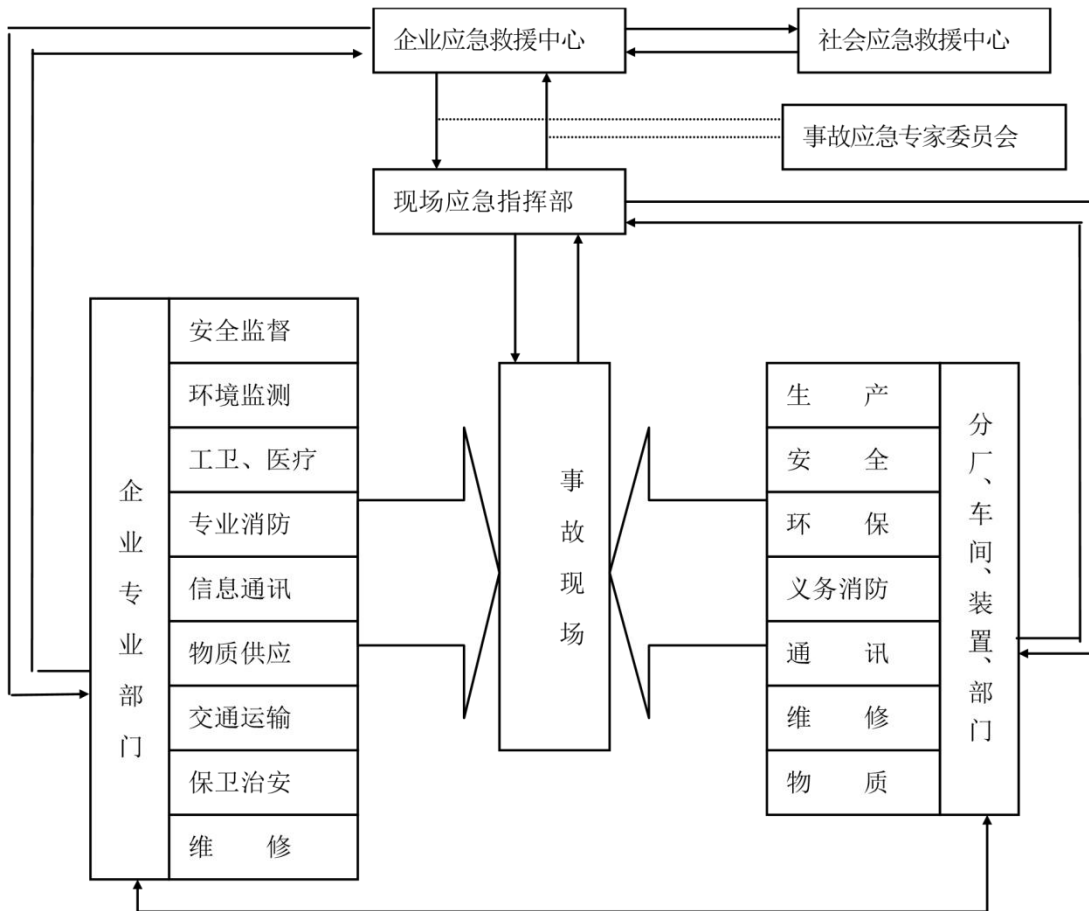 企业应急救援中心
社会应急救援中心
事故应急专家委员会
现场应急指挥部
企业专业部门
安全监督
环境监测
工卫、医疗
专业消防
信息通讯
物质供应
交通运输
保卫治安
维 修
事故现场
生 产
安 全
环 保
义务消防
通 讯
维 修
物 质
分厂、车间、装置、部门